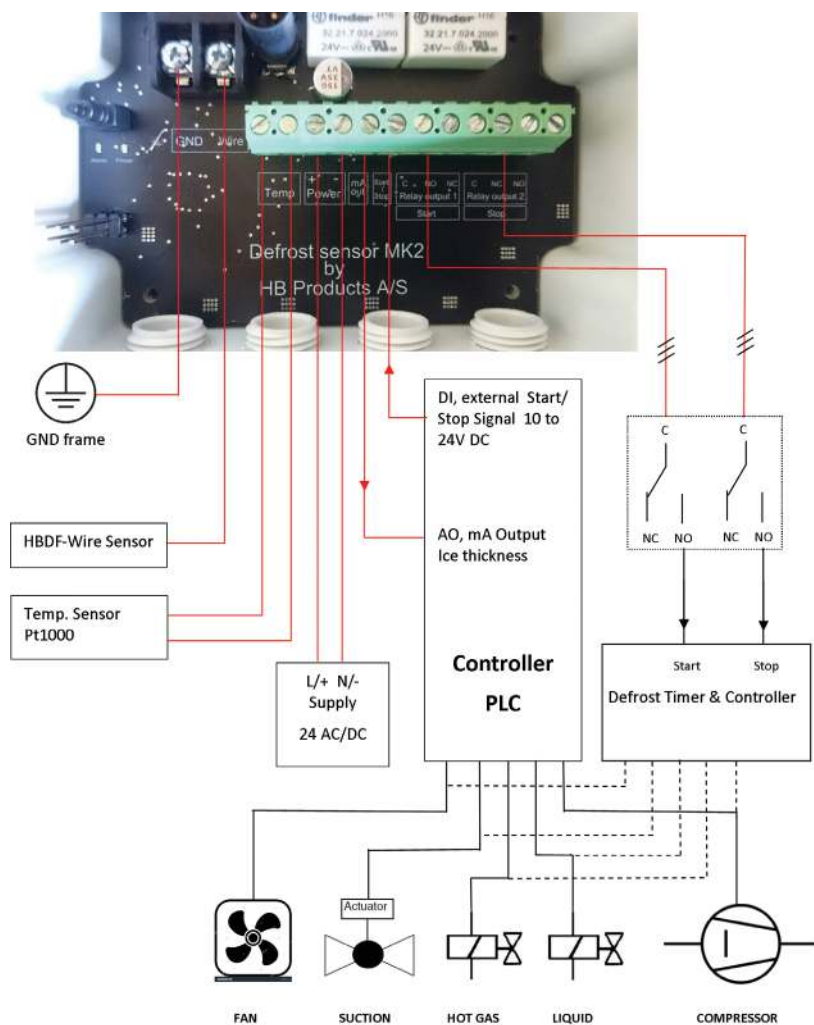 finder
32.21.7.024.2000
24V
finder
32.21.7.024.2000
24V
GND Wire
Temp
+ Power -
mA out
Start / Stop
C NO NC
Relay output 1
Start
C NC NO
Relay output 2
Stop
Defrost sensor MK2
by
HB Products A/S
GND frame
DI, external Start/
Stop Signal 10 to
24V DC
AO, mA Output
Ice thickness
Controller
PLC
HBDF-Wire Sensor
Temp. Sensor
Pt1000
L/+ N/-
Supply
24 AC/DC
C C
NC NO NC NO
Start Stop
Defrost Timer & Controller
Actuator
FAN SUCTION HOT GAS LIQUID COMPRESSOR